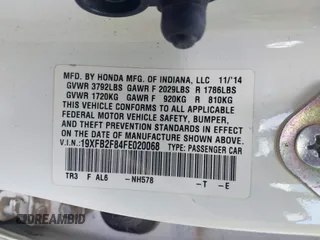 MFD. BY HONDA MFG. OF INDIANA, LLC 11/'14
GVWR 3792LBS GAWR F 2029LBS R 1786LBS
GVWR 1720KG GAWR F 920KG R 810KG
THIS VEHICLE CONFORMS TO ALL APPLICABLE
FEDERAL MOTOR VEHICLE SAFETY, BUMPER,
AND THEFT PREVENTION STANDARDS IN EFFECT
ON THE DATE OF MANUFACTURE SHOWN ABOVE.
V.I.N.:19XFB2F84FE020068 TYPE: PASSENGER CAR
TR3 F AL6 -NH578 -T -E
DREAMBID